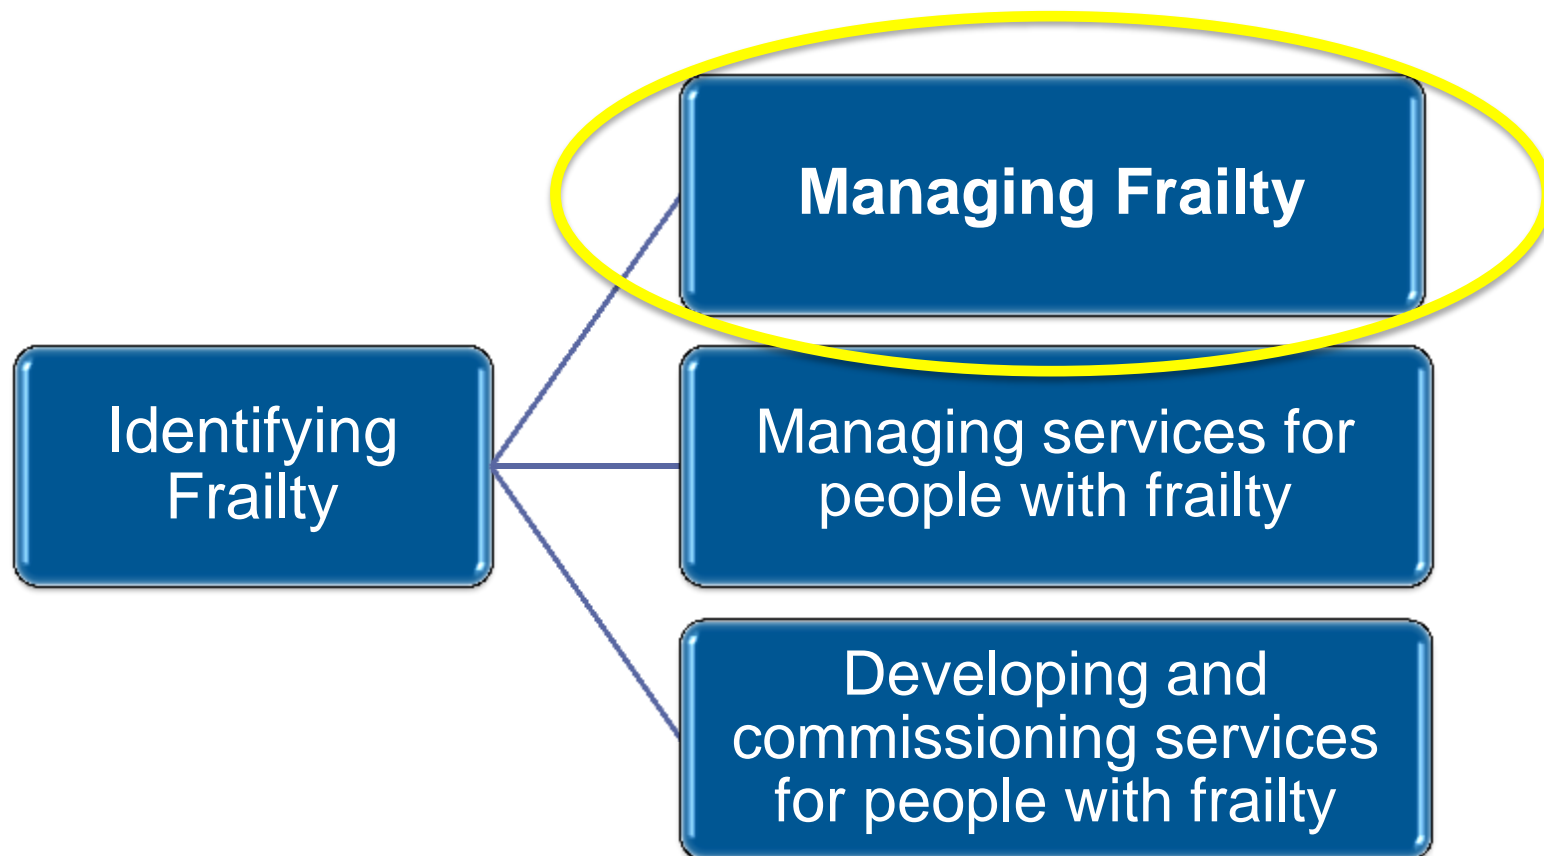 Managing Frailty
Identifying
Frailty
Managing services for
people with frailty
Developing and
commissioning services
for people with frailty